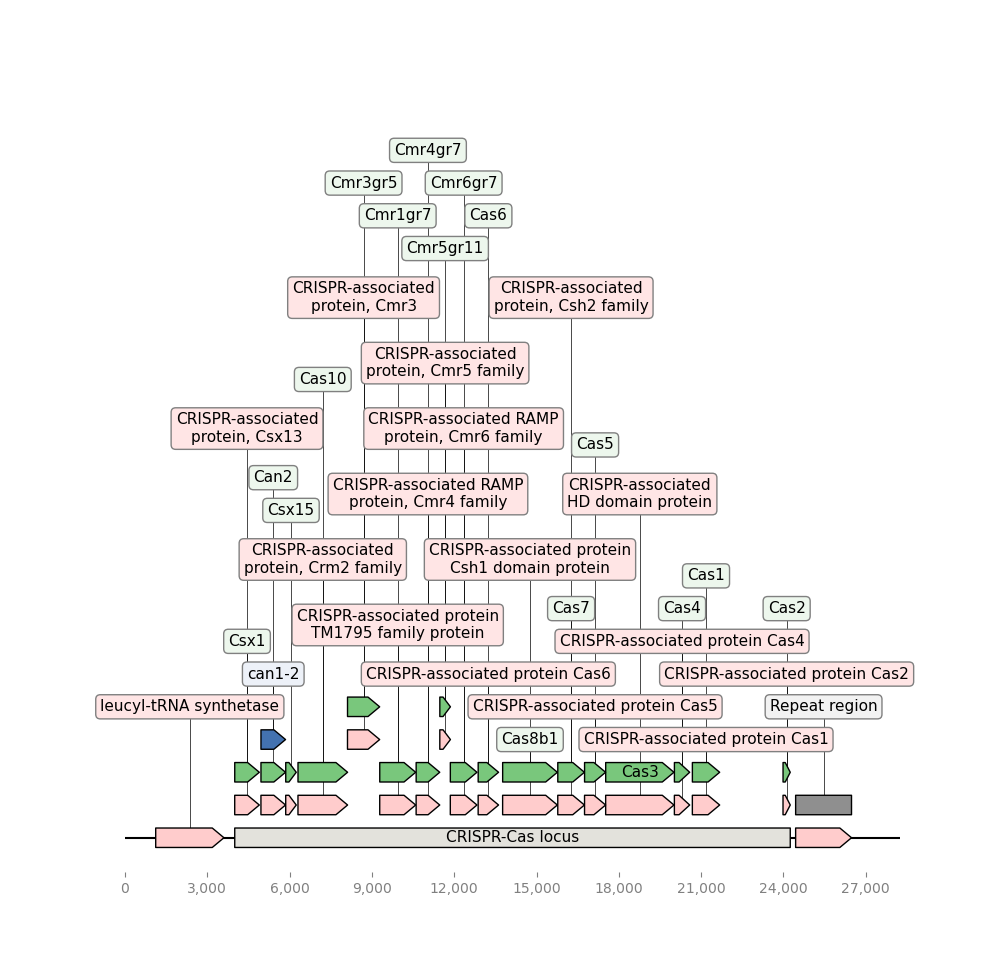 Cmr4gr7
Cmr3gr5
Cmr6gr7
Cmr1gr7
Cas6
Cmr5gr11
CRISPR-associated
protein, Cmr3
CRISPR-associated
protein, Csh2 family
CRISPR-associated
protein, Cmr5 family
Cas10
CRISPR-associated
protein, Csx13
CRISPR-associated RAMP
protein, Cmr6 family
Cas5
Can2
CRISPR-associated RAMP
protein, Cmr4 family
CRISPR-associated
HD domain protein
Csx15
CRISPR-associated
protein, Crm2 family
CRISPR-associated protein
Csh1 domain protein
Cas1
Cas7
Cas4
Cas2
CRISPR-associated protein
TM1795 family protein
Csx1
CRISPR-associated protein Cas4
can1-2
CRISPR-associated protein Cas6
CRISPR-associated protein Cas2
leucyl-tRNA synthetase
CRISPR-associated protein Cas5
Repeat region
Cas8b1
CRISPR-associated protein Cas1
Cas3
CRISPR-Cas locus
0
3,000
6,000
9,000
12,000
15,000
18,000
21,000
24,000
27,000